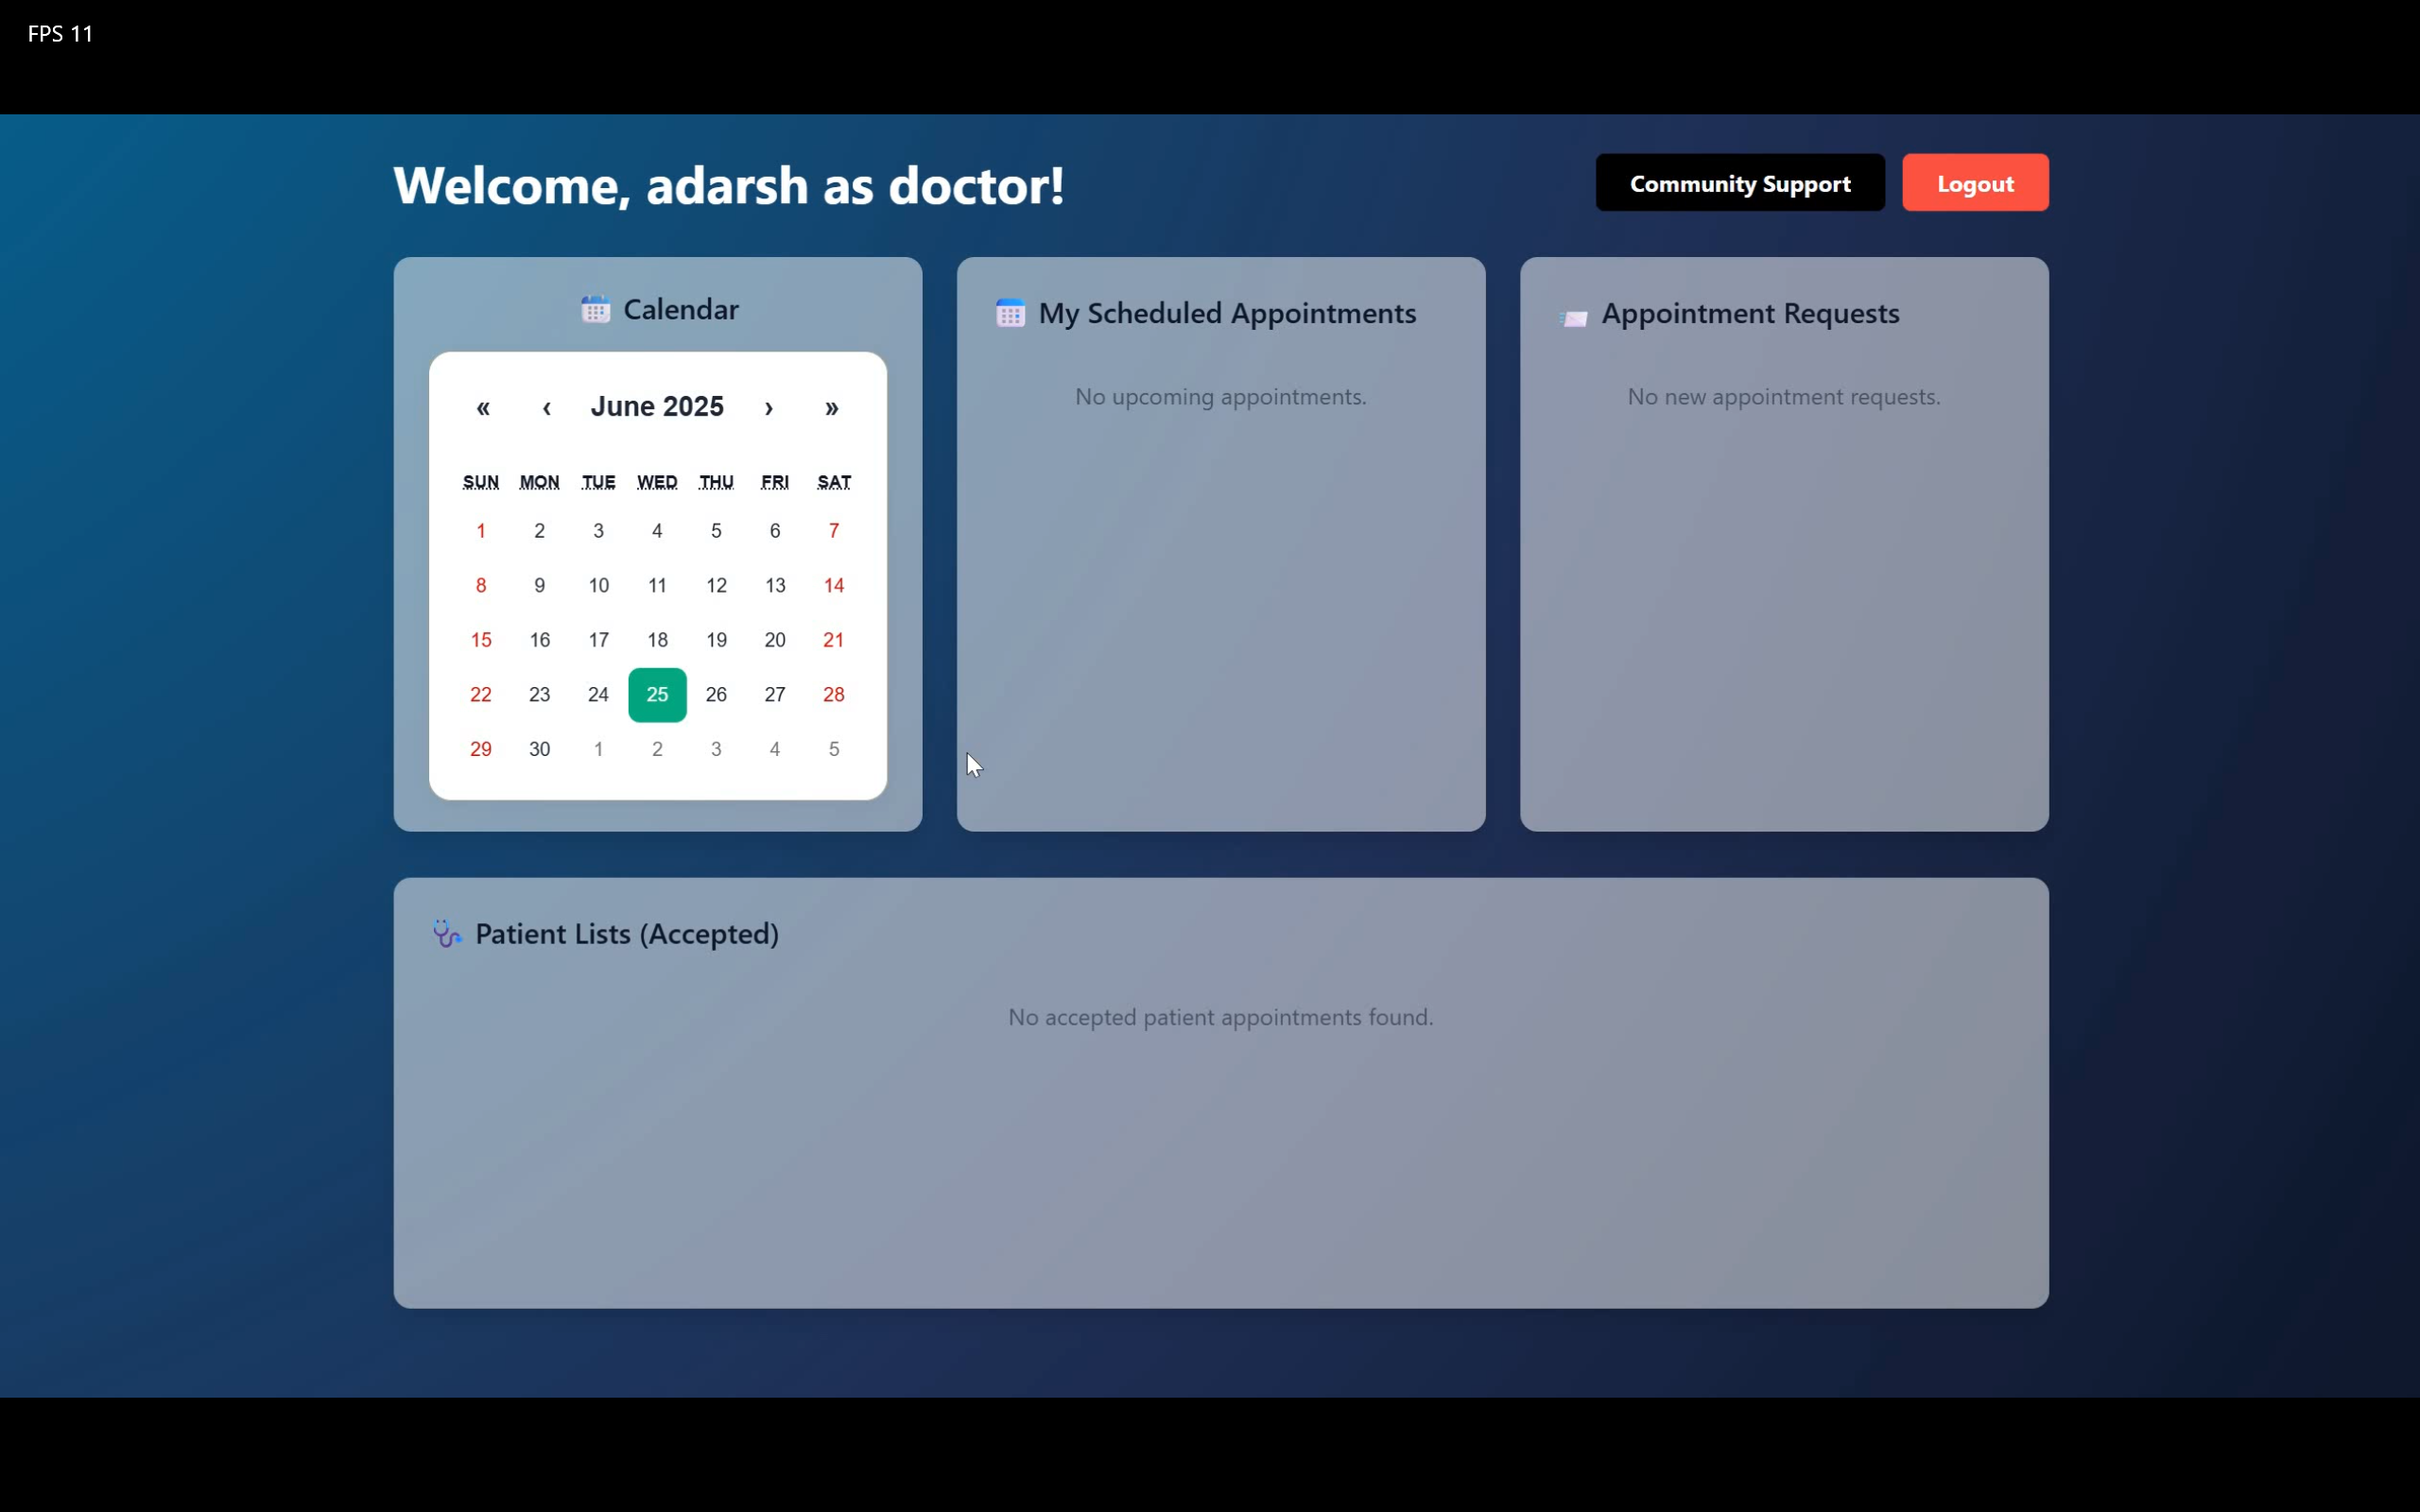 FPS 11
Welcome, adarsh as doctor!
Community Support
Logout
Calendar
« ‹ June 2025 › »
SUN MON TUE WED THU FRI SAT
1 2 3 4 5 6 7
8 9 10 11 12 13 14
15 16 17 18 19 20 21
22 23 24 25 26 27 28
29 30 1 2 3 4 5
My Scheduled Appointments
No upcoming appointments.
Appointment Requests
No new appointment requests.
Patient Lists (Accepted)
No accepted patient appointments found.